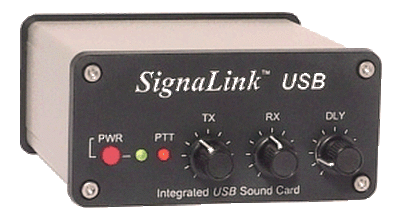 SignaLink™ USB
TX RX DLY
PWR PTT
Integrated USB Sound Card